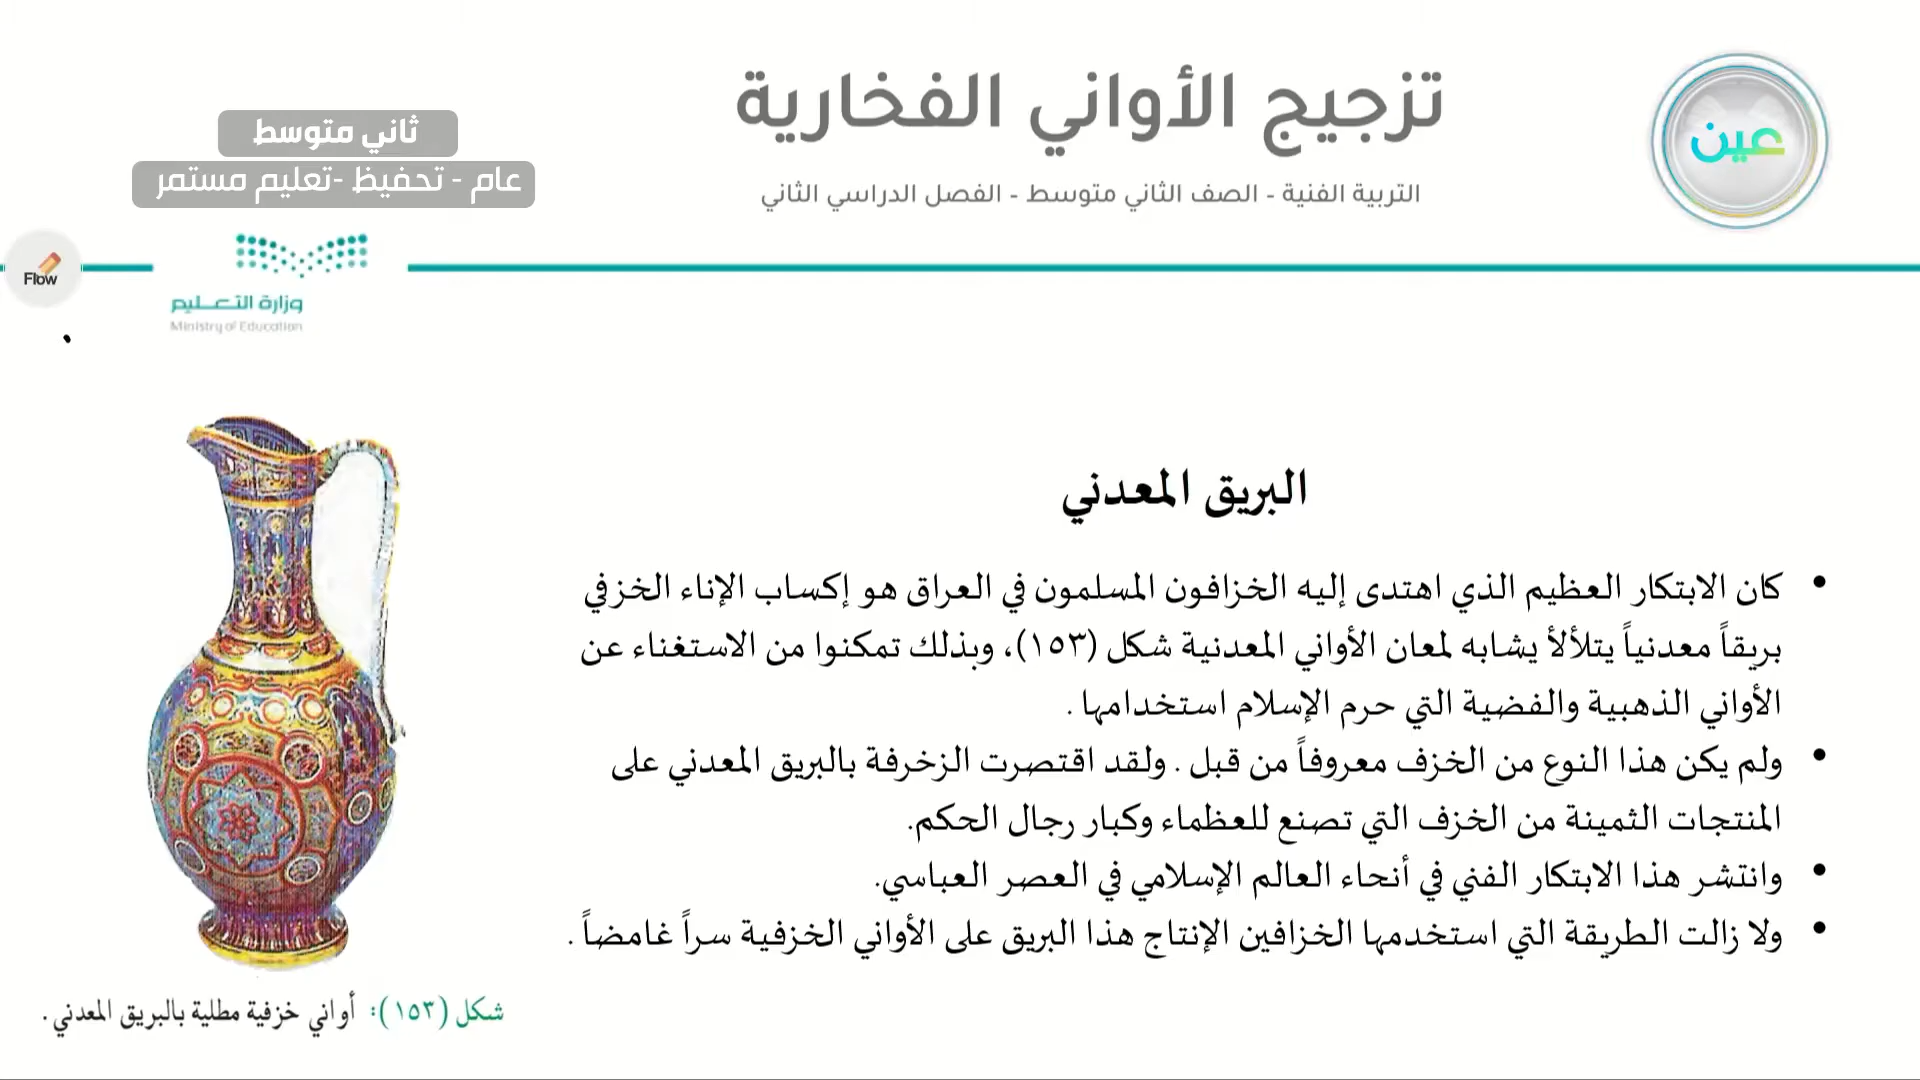 تزجيج الأواني الفخارية
التربية الفنية - الصف الثاني متوسط - الفصل الدراسي الثاني
عين
ثاني متوسط
عام - تحفيظ -تعليم مستمر
وزارة التعليم
Ministry of Education
Flow
البريق المعدني
• كان الابتكار العظيم الذي اهتدى إليه الخزافون المسلمون في العراق هو إكساب الإناء الخزفي
بريقاً معدنياً يتلألأ يشابه لمعان الأواني المعدنية شكل (١٥٣)، وبذلك تمكنوا من الاستغناء عن
الأواني الذهبية والفضية التي حرم الإسلام استخدامها .
• ولم يكن هذا النوع من الخزف معروفاً من قبل . ولقد اقتصرت الزخرفة بالبريق المعدني على
المنتجات الثمينة من الخزف التي تصنع للعظماء وكبار رجال الحكم.
• وانتشر هذا الابتكار الفني في أنحاء العالم الإسلامي في العصر العباسي.
• ولا زالت الطريقة التي استخدمها الخزافين الإنتاج هذا البريق على الأواني الخزفية سراً غامضاً .
شكل (١٥٣): أواني خزفية مطلية بالبريق المعدني .